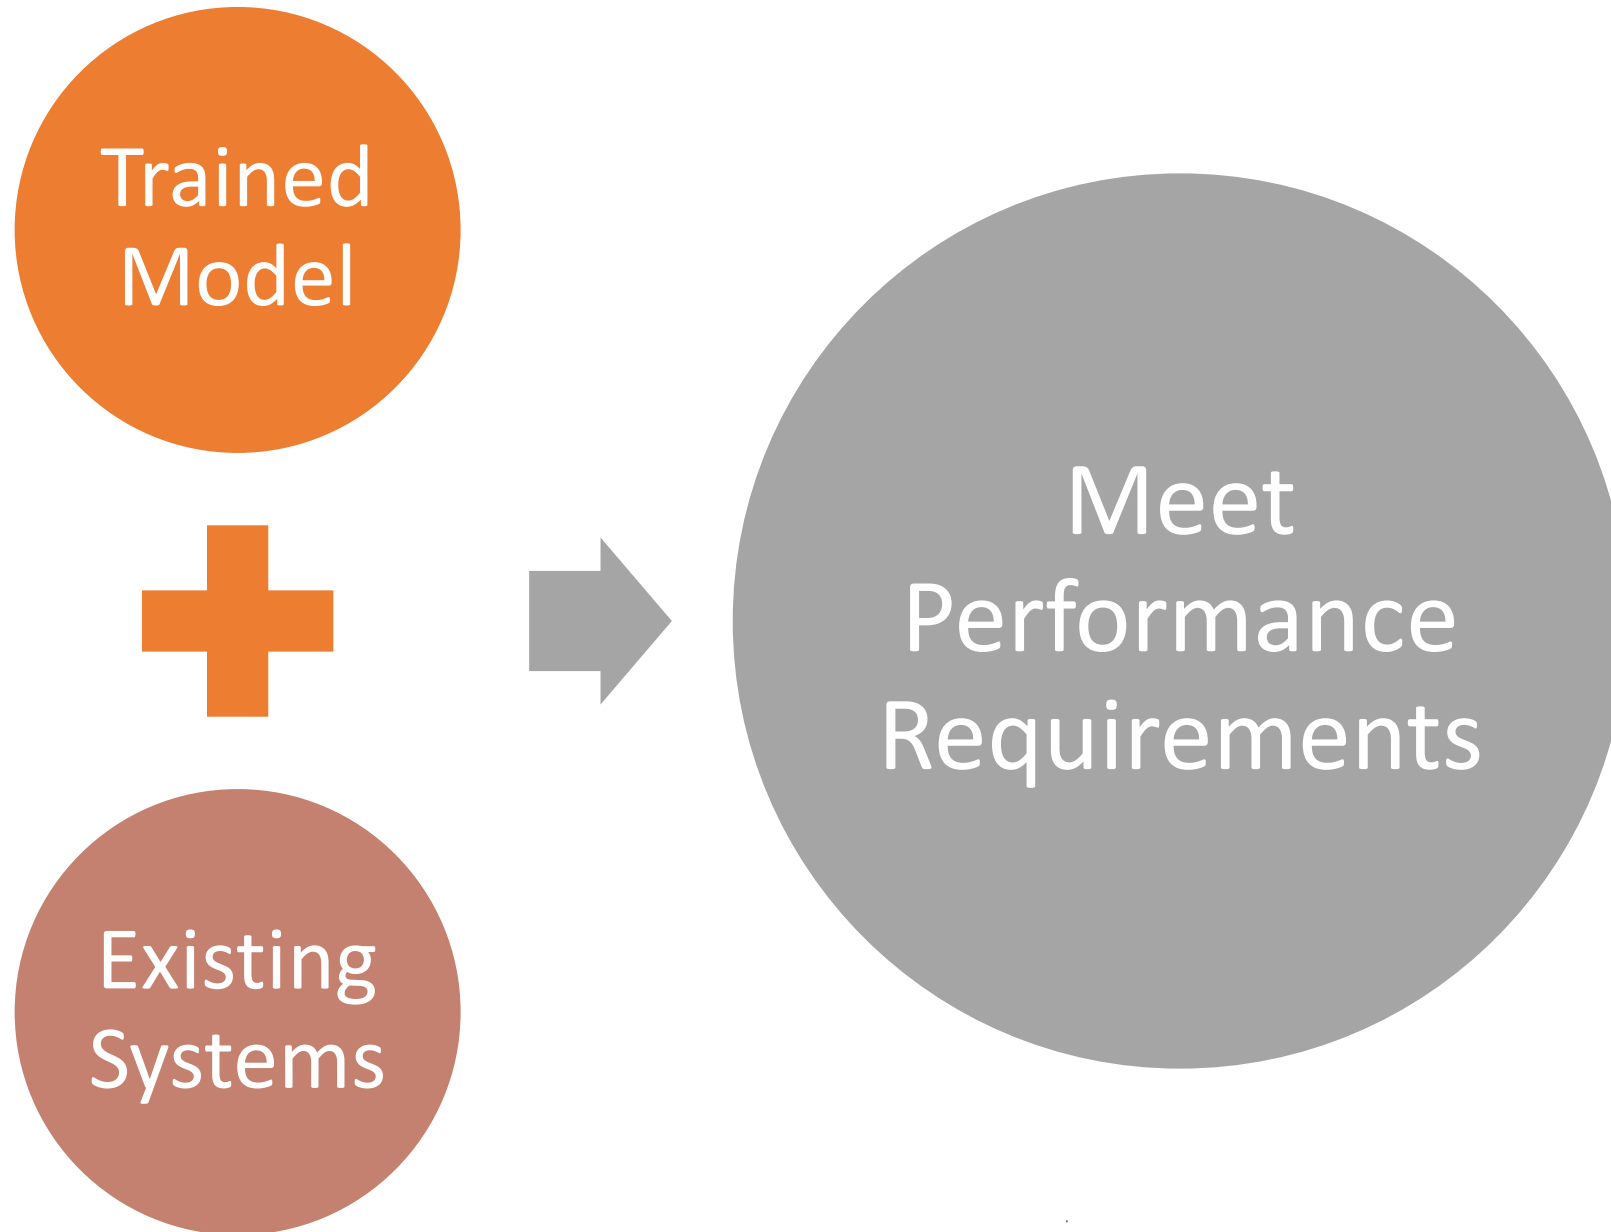 Trained
Model
Existing
Systems
Meet
Performance
Requirements